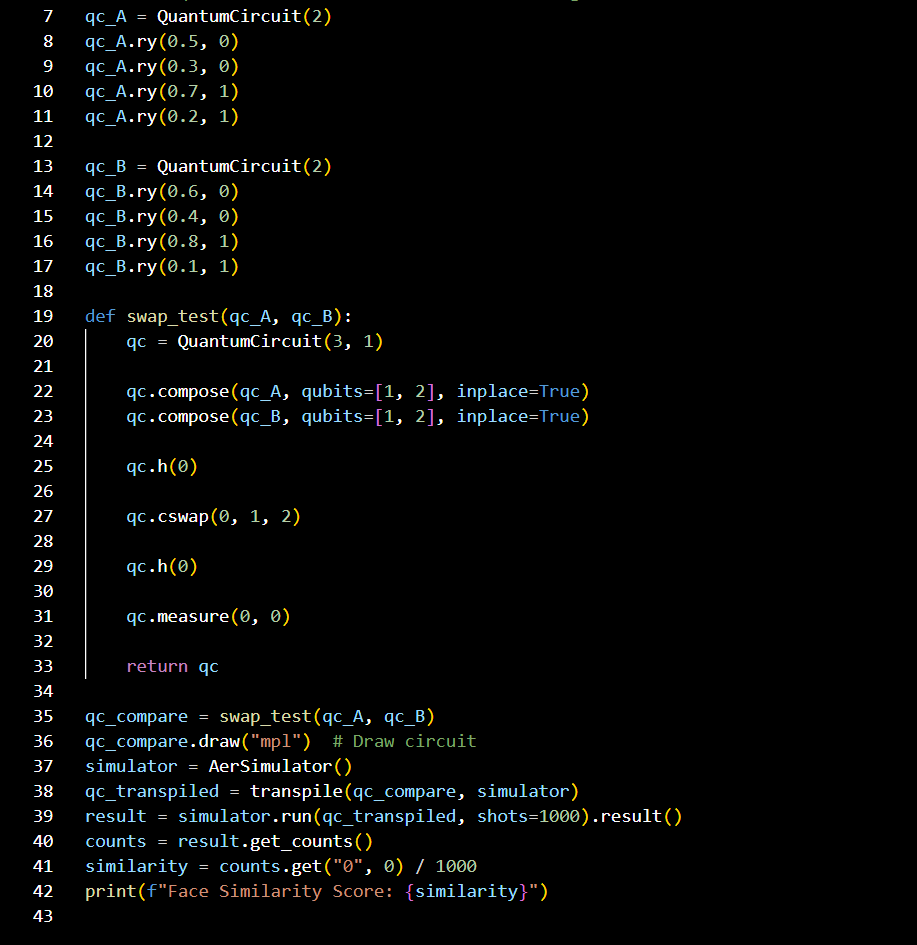 7 qc_A = QuantumCircuit(2)
8 qc_A.ry(0.5, 0)
9 qc_A.ry(0.3, 0)
10 qc_A.ry(0.7, 1)
11 qc_A.ry(0.2, 1)
12
13 qc_B = QuantumCircuit(2)
14 qc_B.ry(0.6, 0)
15 qc_B.ry(0.4, 0)
16 qc_B.ry(0.8, 1)
17 qc_B.ry(0.1, 1)
18
19 def swap_test(qc_A, qc_B):
20     qc = QuantumCircuit(3, 1)
21
22     qc.compose(qc_A, qubits=[1, 2], inplace=True)
23     qc.compose(qc_B, qubits=[1, 2], inplace=True)
24
25     qc.h(0)
26
27     qc.cswap(0, 1, 2)
28
29     qc.h(0)
30
31     qc.measure(0, 0)
32
33     return qc
34
35 qc_compare = swap_test(qc_A, qc_B)
36 qc_compare.draw("mpl")  # Draw circuit
37 simulator = AerSimulator()
38 qc_transpiled = transpile(qc_compare, simulator)
39 result = simulator.run(qc_transpiled, shots=1000).result()
40 counts = result.get_counts()
41 similarity = counts.get("0", 0) / 1000
42 print(f"Face Similarity Score: {similarity}")
43